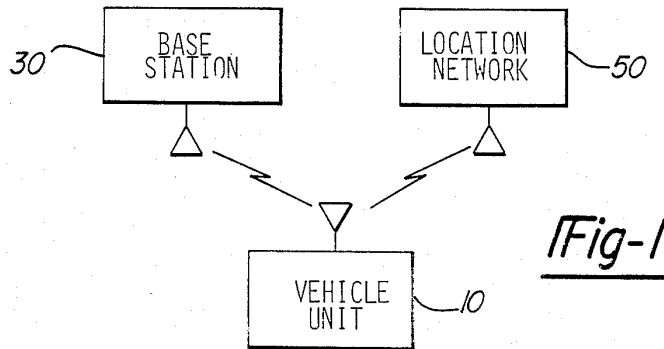 30
BASE
STATION
LOCATION
NETWORK
50
Fig-1
VEHICLE
UNIT
10